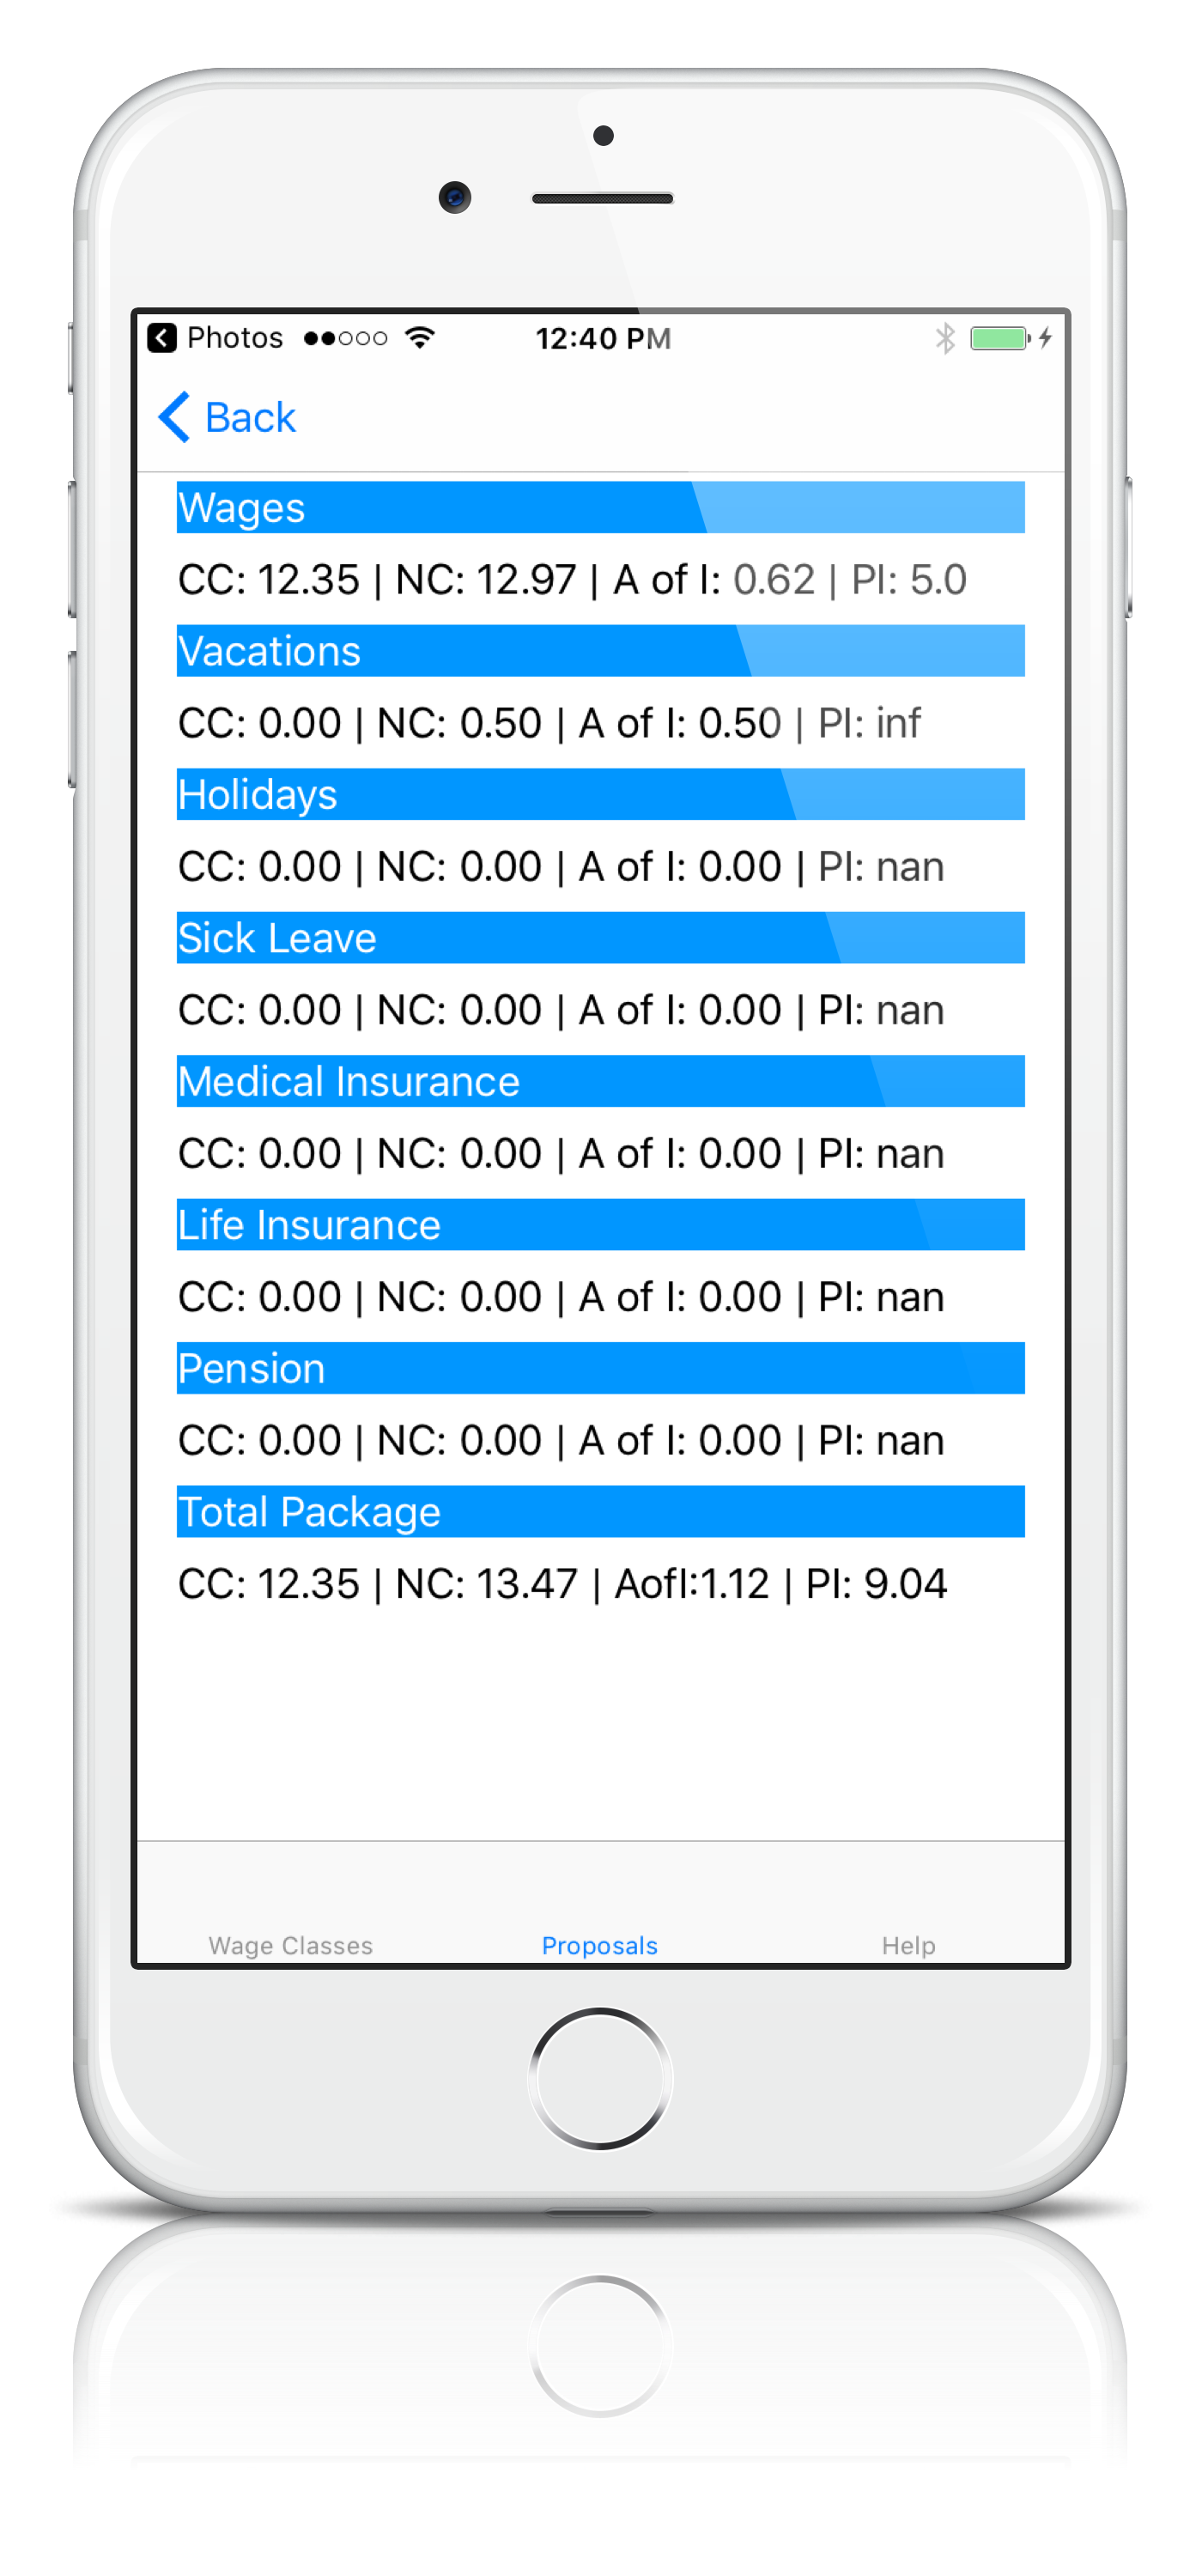 Photos 12:40 PM
Back
Wages
CC: 12.35 | NC: 12.97 | A of I: 0.62 | PI: 5.0
Vacations
CC: 0.00 | NC: 0.50 | A of I: 0.50 | PI: inf
Holidays
CC: 0.00 | NC: 0.00 | A of I: 0.00 | PI: nan
Sick Leave
CC: 0.00 | NC: 0.00 | A of I: 0.00 | PI: nan
Medical Insurance
CC: 0.00 | NC: 0.00 | A of I: 0.00 | PI: nan
Life Insurance
CC: 0.00 | NC: 0.00 | A of I: 0.00 | PI: nan
Pension
CC: 0.00 | NC: 0.00 | A of I: 0.00 | PI: nan
Total Package
CC: 12.35 | NC: 13.47 | AofI:1.12 | PI: 9.04
Wage Classes Proposals Help